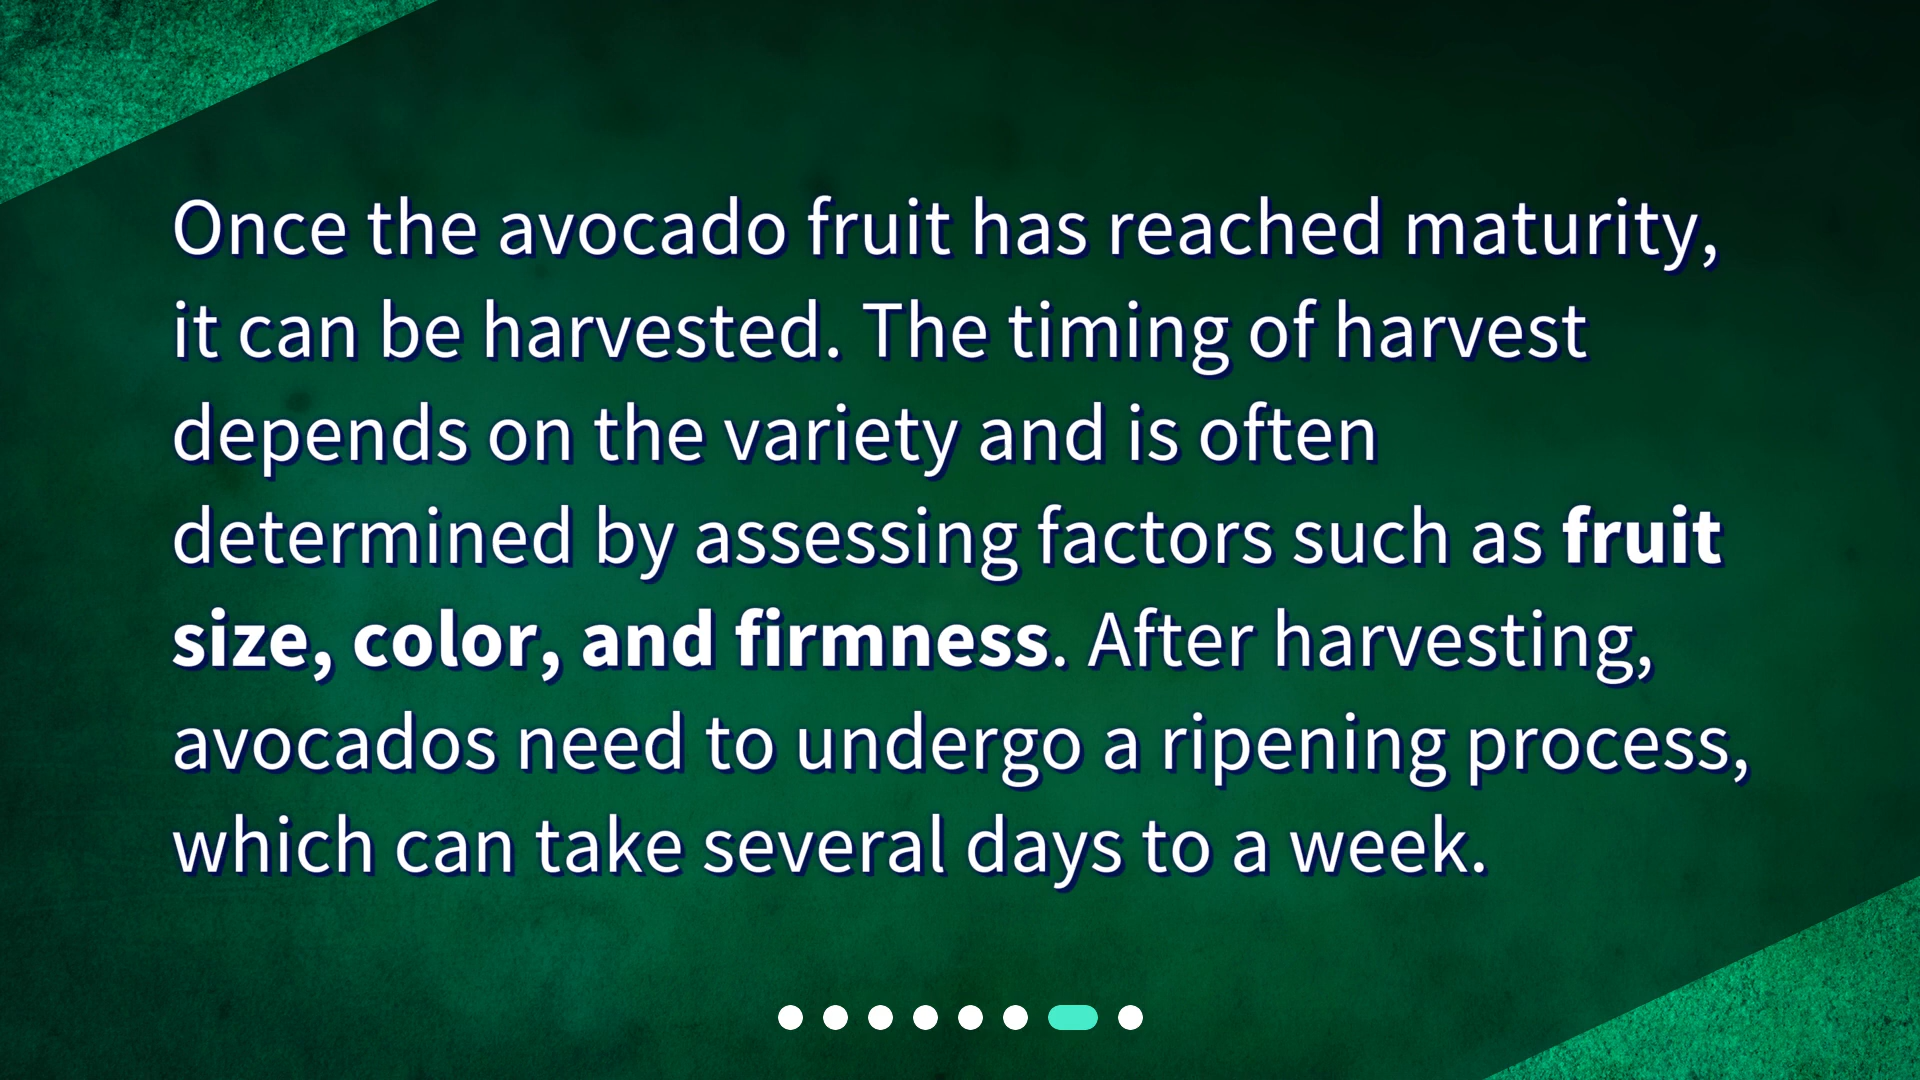 Once the avocado fruit has reached maturity,
it can be harvested. The timing of harvest
depends on the variety and is often
determined by assessing factors such as fruit
size, color, and firmness. After harvesting,
avocados need to undergo a ripening process,
which can take several days to a week.